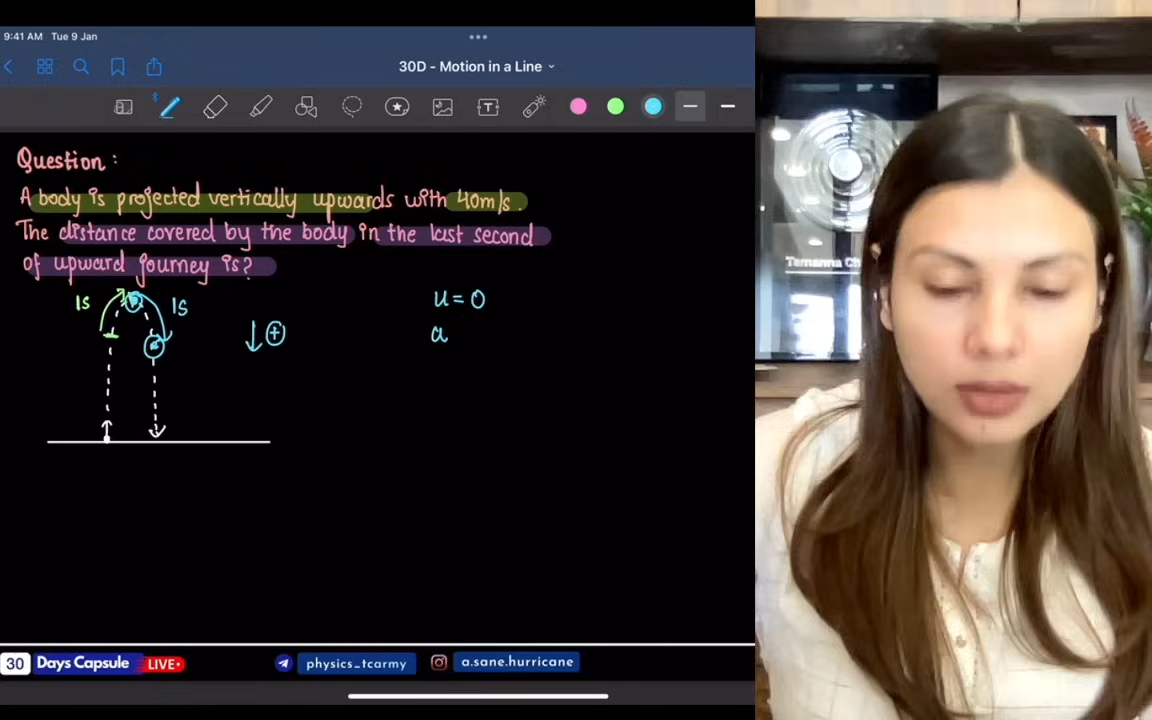 9:41 AM Tue 9 Jan
30D - Motion in a Line
Question:
A body is projected vertically upwards with 40m/s.
The distance covered by the body in the last second
of upward journey is?
1s
1s
+
u = 0
a
Temanna Ch
30 Days Capsule LIVE
physics_tcarmy
a.sane.hurricane